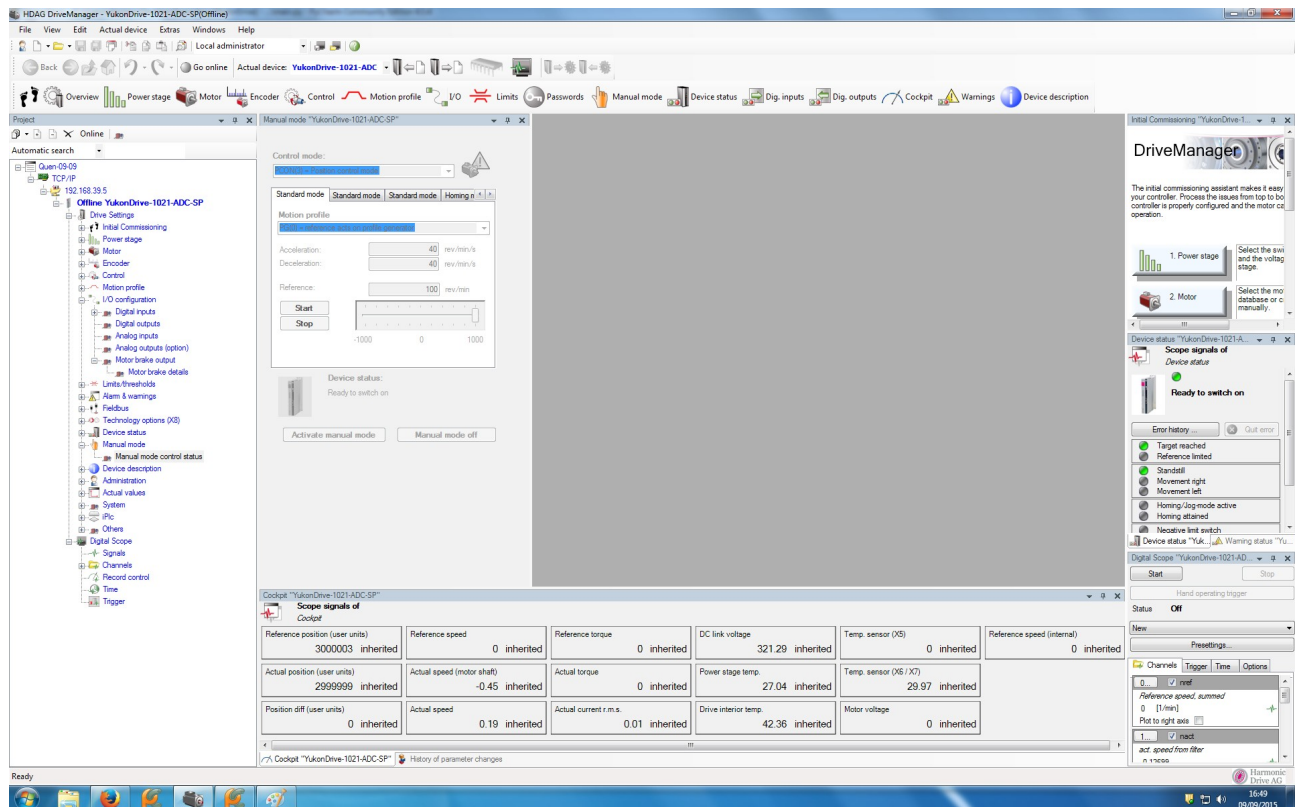 HDAG DriveManager - YukonDrive-1021-ADC-SP(Offline)
File View Edit Actual device Extras Windows Help
Local administrator
Back Go online Actual device: YukonDrive-1021-ADC
Overview Power stage Motor Encoder Control Motion profile I/O Limits Passwords Manual mode Device status Dig. inputs Dig. outputs Cockpit Warnings Device description
Project
Online
Automatic search
Quen-09-09
TCP/IP
192.168.39.5
Offline YukonDrive-1021-ADC-SP
Drive Settings
Initial Commissioning
Power stage
Motor
Encoder
Control
Motion profile
I/O configuration
Digital inputs
Digital outputs
Analog inputs
Analog outputs (option)
Motor brake output
Motor brake details
Limits/thresholds
Alarm & warnings
Fieldbus
Technology options (X8)
Device status
Manual mode
Manual mode control status
Device description
Administration
Actual values
System
iPlc
Others
Digital Scope
Signals
Channels
Record control
Time
Trigger
Manual mode "YukonDrive-1021-ADC-SP"
Control mode:
Standard mode Standard mode Standard mode Homing n
Motion profile
Acceleration: 40 rev/min/s
Deceleration: 40 rev/min/s
Reference: 100 rev/min
Start
Stop
-1000 0 1000
Device status:
Ready to switch on
Activate manual mode Manual mode off
Cockpit "YukonDrive-1021-ADC-SP"
Scope signals of
Cockpit
Reference position (user units) Reference speed Reference torque DC link voltage Temp. sensor (X5) Reference speed (internal)
3000003 inherited 0 inherited 0 inherited 321.29 inherited 0 inherited 0 inherited
Actual position (user units) Actual speed (motor shaft) Actual torque Power stage temp. Temp. sensor (X6 / X7)
2999999 inherited -0.45 inherited 0 inherited 27.04 inherited 29.97 inherited
Position diff (user units) Actual speed Actual current r.m.s. Drive interior temp. Motor voltage
0 inherited 0.19 inherited 0.01 inherited 42.36 inherited 0 inherited
Cockpit "YukonDrive-1021-ADC-SP" History of parameter changes
Initial Commissioning "YukonDrive-1...
DriveManager
The initial commissioning assistant makes it easy
your controller. Process the issues from top to bo
controller is properly configured and the motor ca
operation.
1. Power stage
Select the swi
and the voltag
stage.
2. Motor
Select the mo
database or c
manually.
Device status "YukonDrive-1021-A...
Scope signals of
Device status
Ready to switch on
Error history ... Quit error
Target reached
Reference limited
Standstill
Movement right
Movement left
Homing/Jog-mode active
Homing attained
Negative limit switch
Device status "Yuk... Warning status "Yu...
Digital Scope "YukonDrive-1021-AD...
Start Stop
Hand operating trigger
Status Off
New
Presettings...
Channels Trigger Time Options
0... nref
Reference speed, summed
0 [1/min]
Plot to right axis
1... nact
act. speed from filter
Ready
Harmonic
Drive AG
16:49
09/09/2015